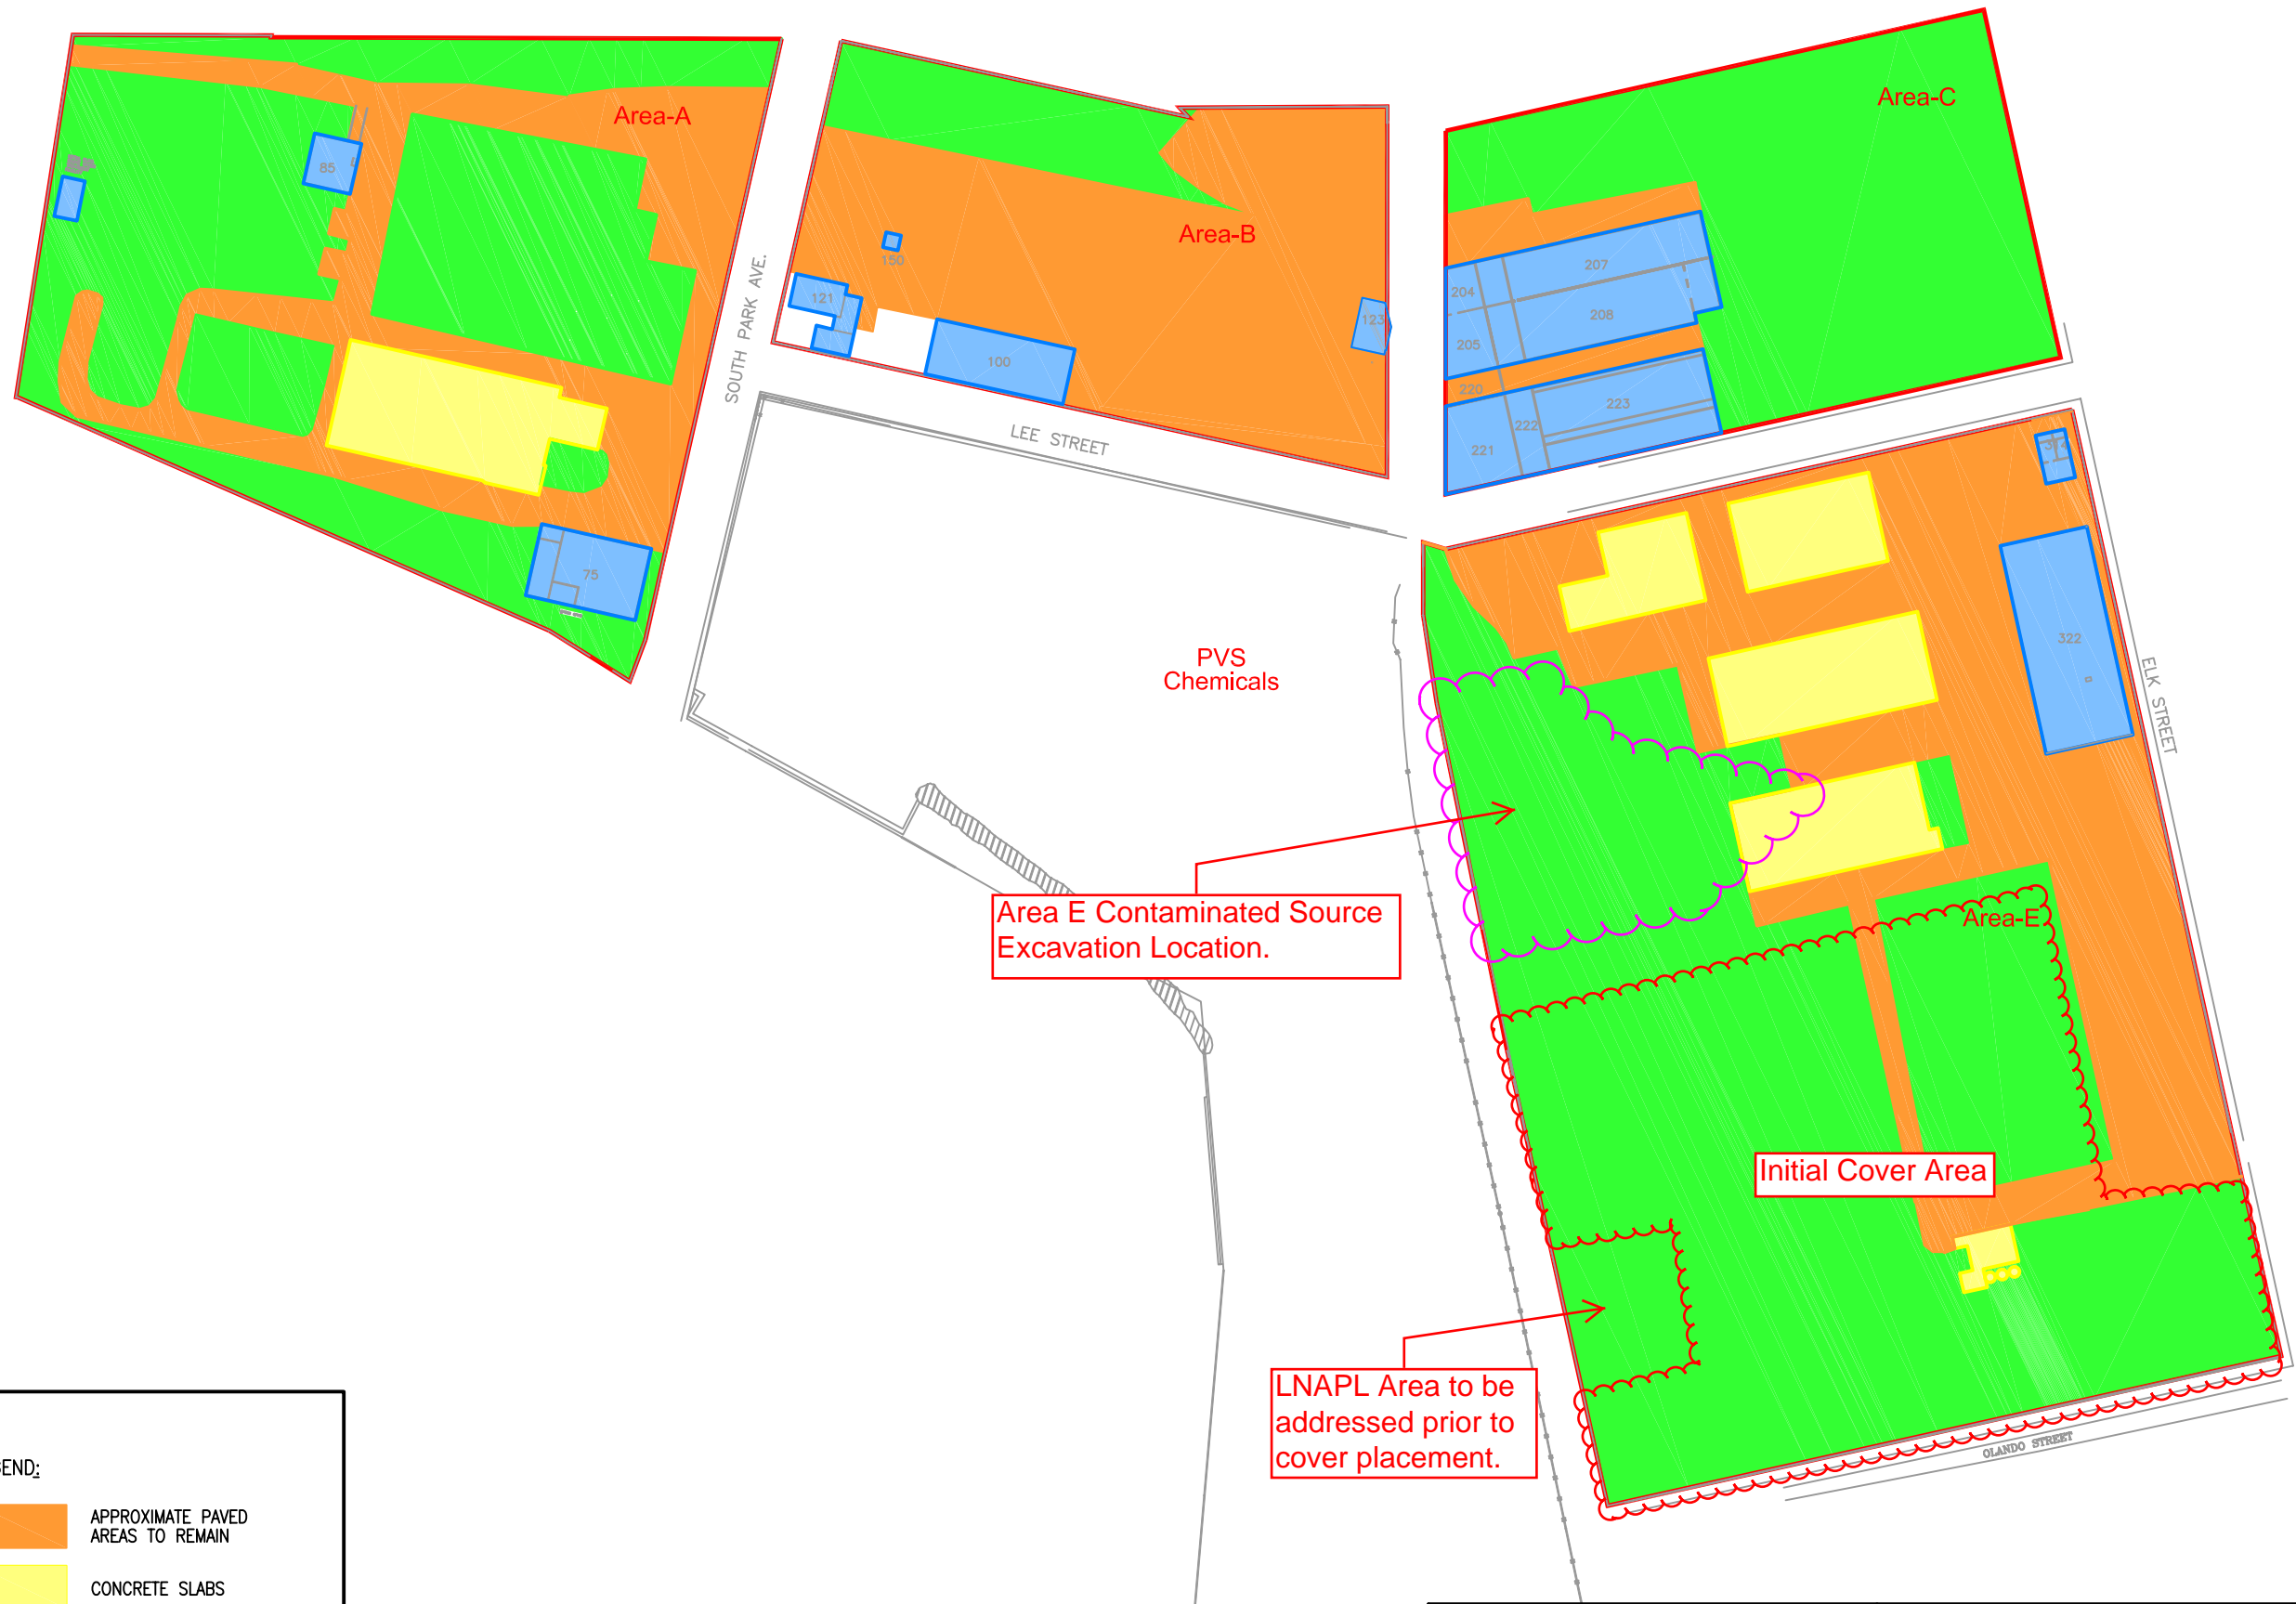 Area-A
85
75
SOUTH PARK AVE.
Area-B
150
121
100
123
LEE STREET
Area-C
207
204
208
205
220
223
222
221
322
ELK STREET
PVS
Chemicals
Area E Contaminated Source
Excavation Location.
Area-E
Initial Cover Area
LNAPL Area to be
addressed prior to
cover placement.
OLANDO STREET
END:
APPROXIMATE PAVED
AREAS TO REMAIN
CONCRETE SLABS